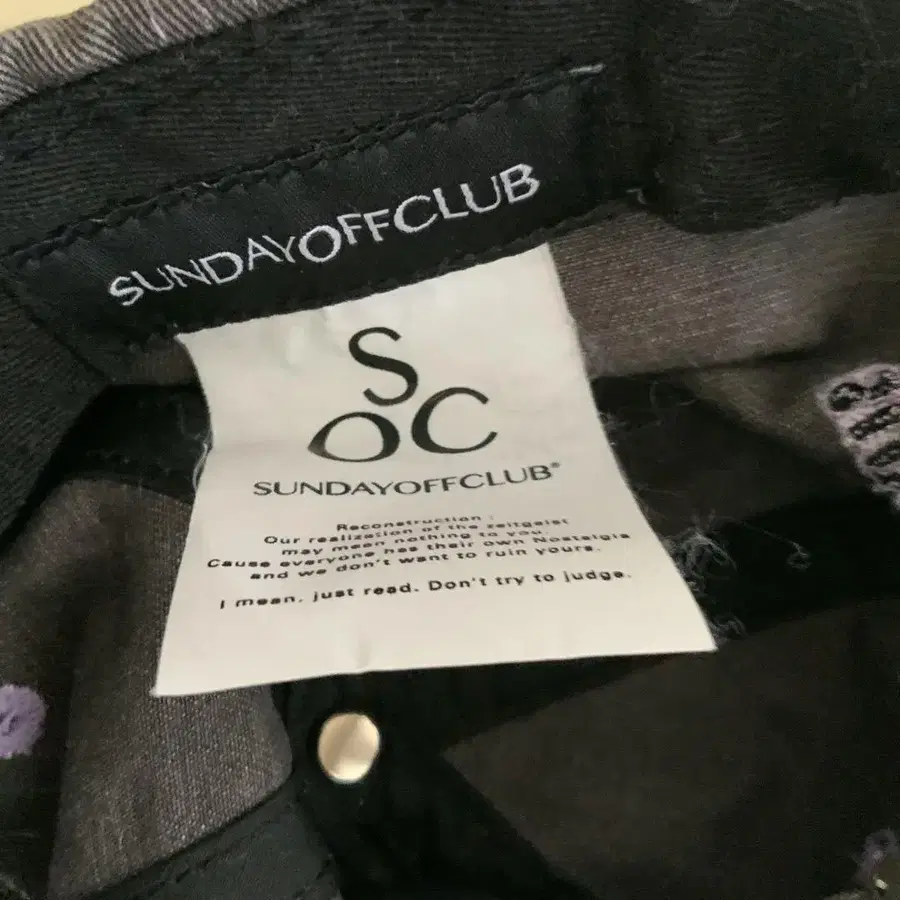 SUNDAYOFFCLUB
S
OC
SUNDAYOFFCLUB®
Reconstruction :
Our realization of the zeitgeist
may mean nothing to you,
Cause everyone has their own Nostalgia
and we don't want to ruin yours.
I mean, just read. Don't try to judge.